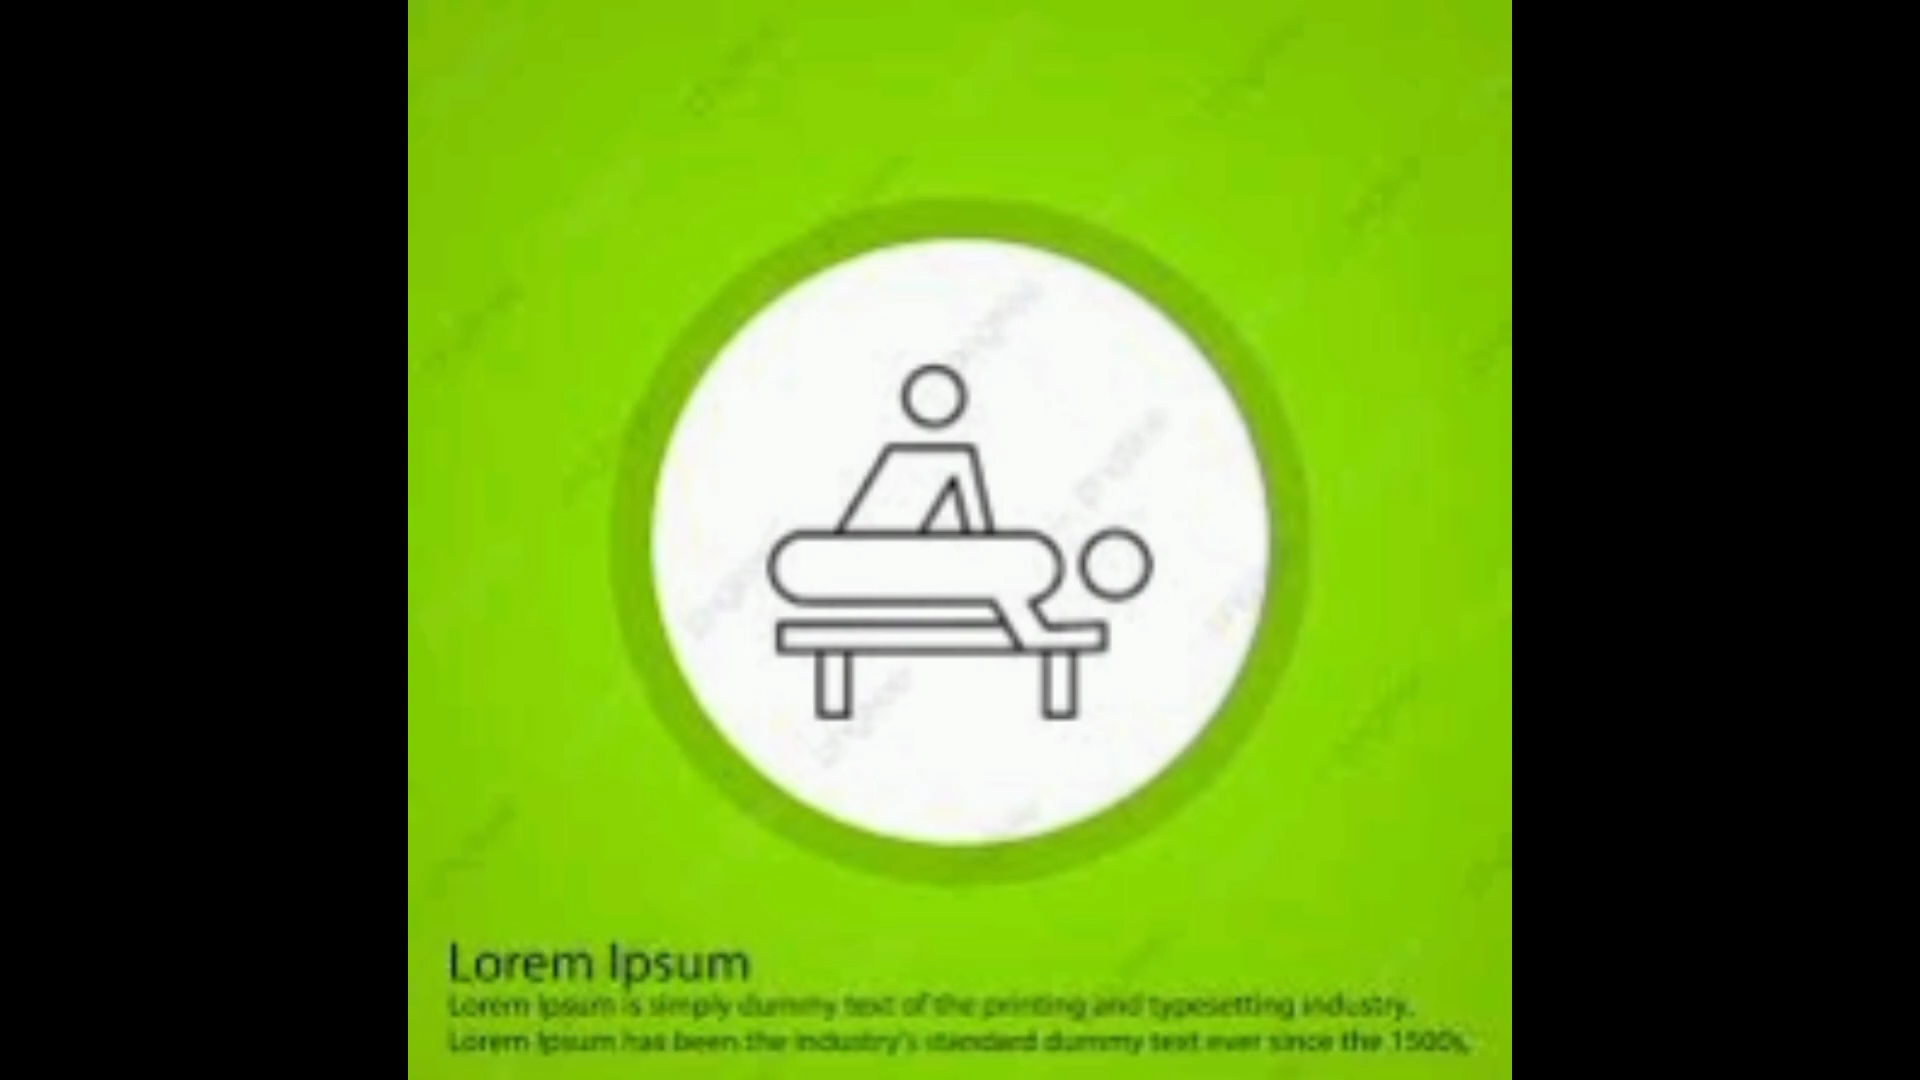 Lorem Ipsum
Lorem Ipsum is simply dummy text of the printing and typesetting industry.
Lorem Ipsum has been the industry's standard dummy text ever since the 1500s,